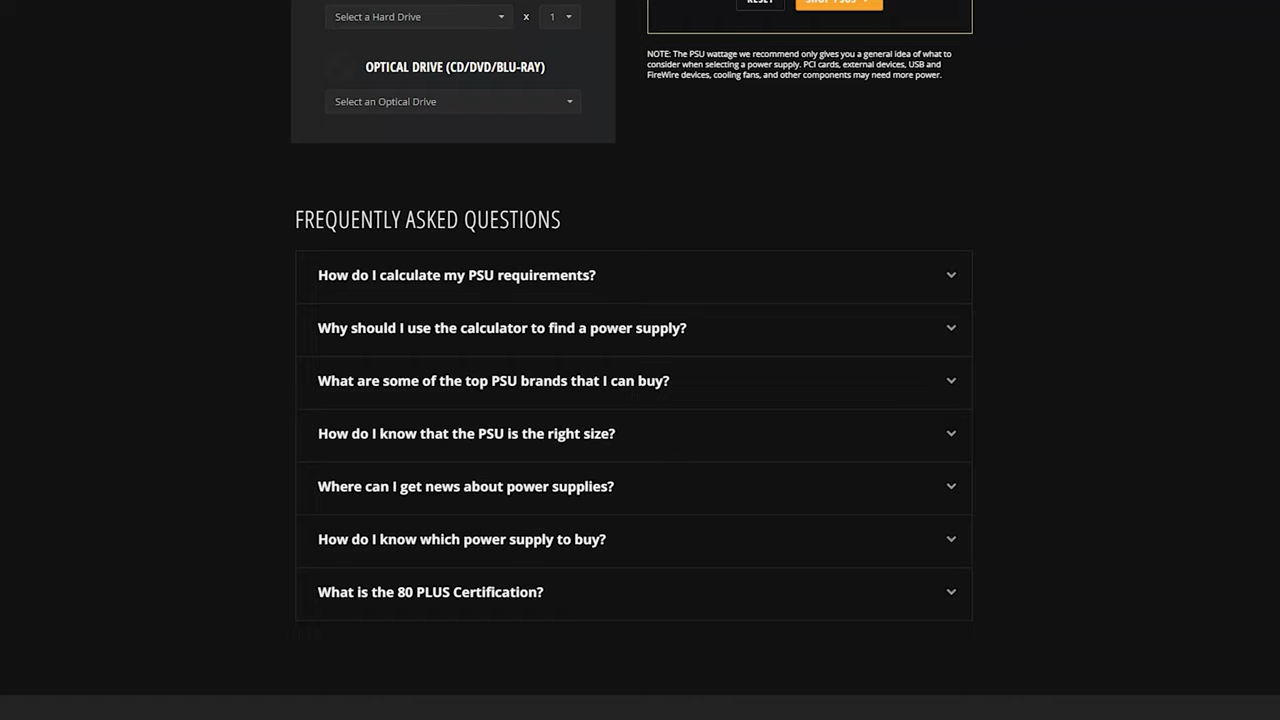 Select a Hard Drive
x
1
OPTICAL DRIVE (CD/DVD/BLU-RAY)
Select an Optical Drive
RESET
SHOP PSUS
NOTE: The PSU wattage we recommend only gives you a general idea of what to
consider when selecting a power supply. PCI cards, external devices, USB and
FireWire devices, cooling fans, and other components may need more power.
FREQUENTLY ASKED QUESTIONS
How do I calculate my PSU requirements?
Why should I use the calculator to find a power supply?
What are some of the top PSU brands that I can buy?
How do I know that the PSU is the right size?
Where can I get news about power supplies?
How do I know which power supply to buy?
What is the 80 PLUS Certification?